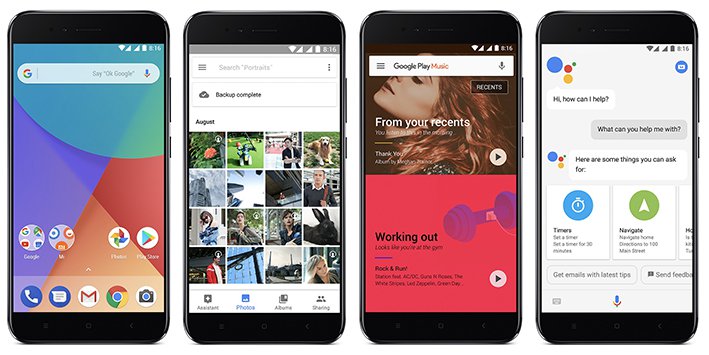 8:16
Say "Ok Google"
Google
Mi
Photos
Play Store
8:16
Search "Portraits"
Backup complete
August
Assistant
Photos
Albums
Sharing
8:16
Google Play Music
RECENTS
From your recents
You listen to this in the morning
Thank You
Album by Meghan Trainor
Working out
Looks like you're at the gym
Rock & Run!
Station feat. AC/DC, Guns N Roses, The
White Stripes, Led Zeppelin, Green Day...
8:16
Hi, how can I help?
What can you help me with?
Here are some things you can ask
for:
Timers
Set a timer
Set a timer for 30
minutes
Navigate
Navigate home
Directions to 100
Main Street
Get emails with latest tips
Send feedba